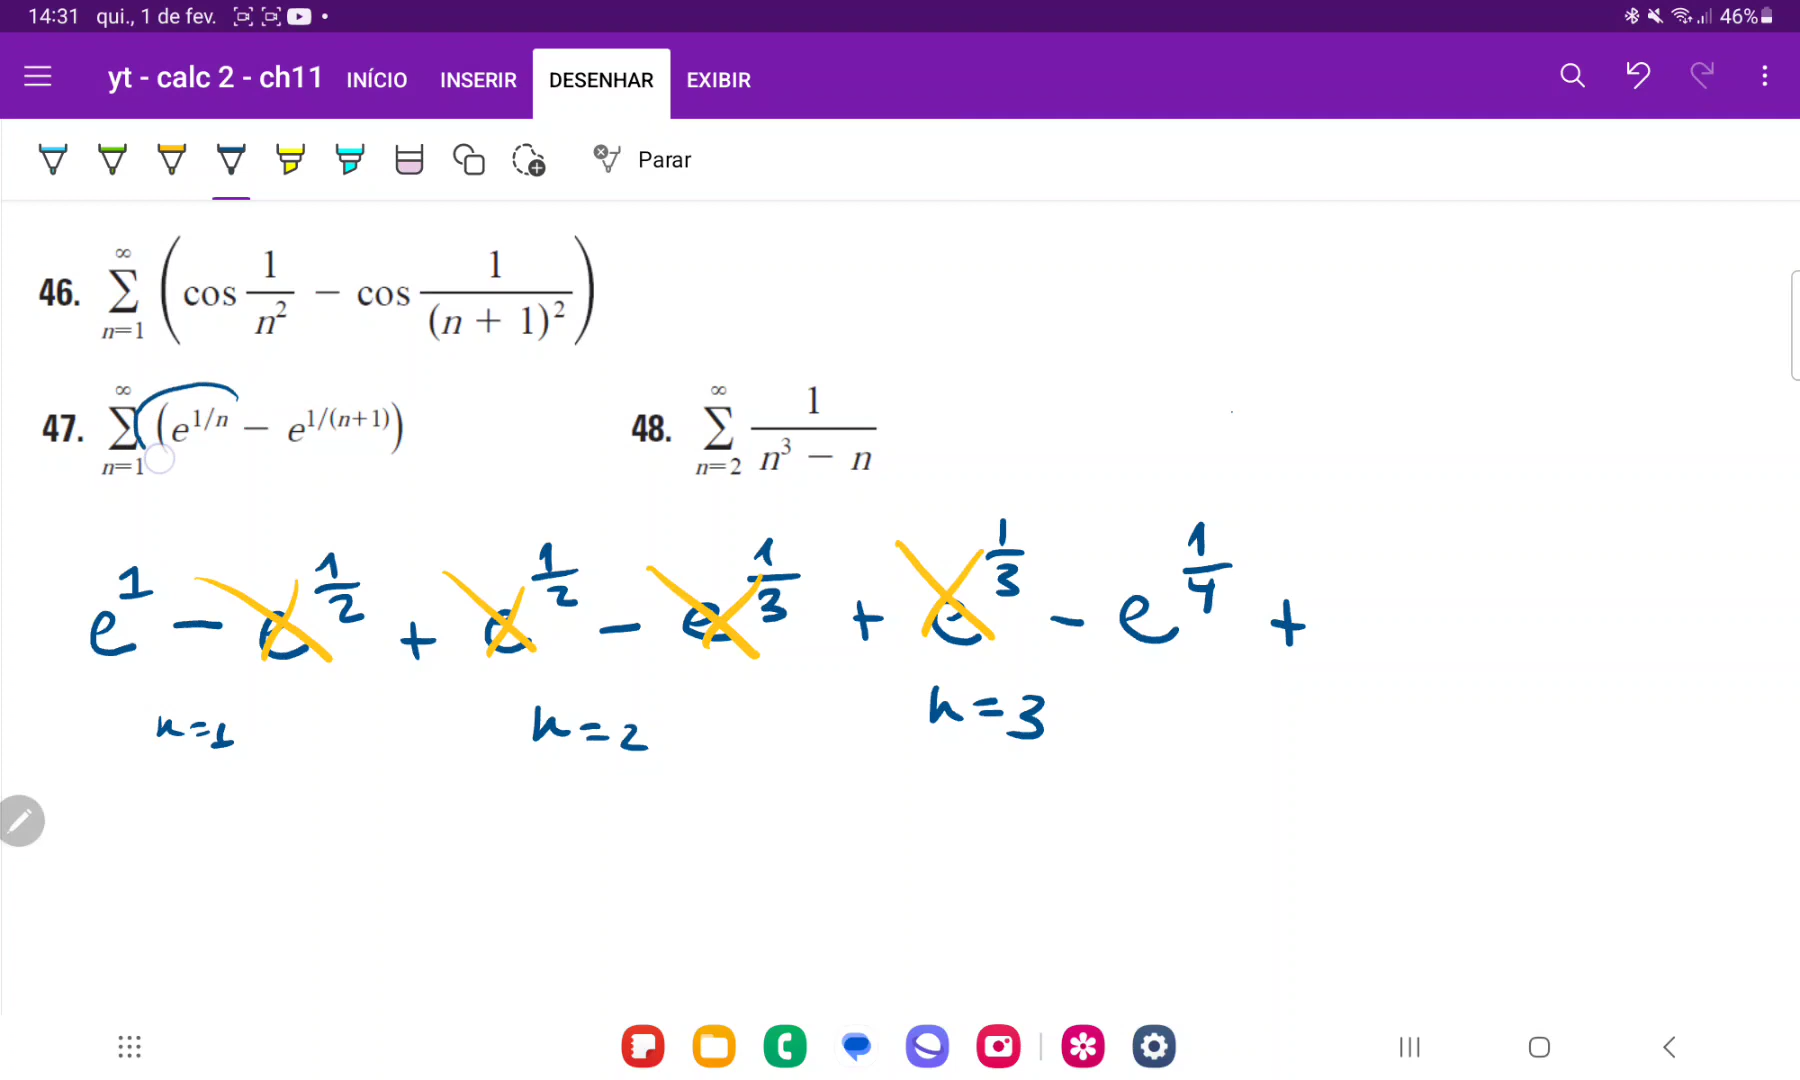 14:31 qui., 1 de fev. 46%
yt - calc 2 - ch11 INÍCIO INSERIR DESENHAR EXIBIR
Parar
46. ∞ Σ n=1 ( cos 1/n² − cos 1/(n + 1)² )
47. ∞ Σ n=1 (e^{1/n} − e^{1/(n+1)}) 48. ∞ Σ n=2 1/(n³ − n)
e^1 − e^{1/2} + e^{1/2} − e^{1/3} + e^{1/3} − e^{1/4} +
n=1 n=2 n=3